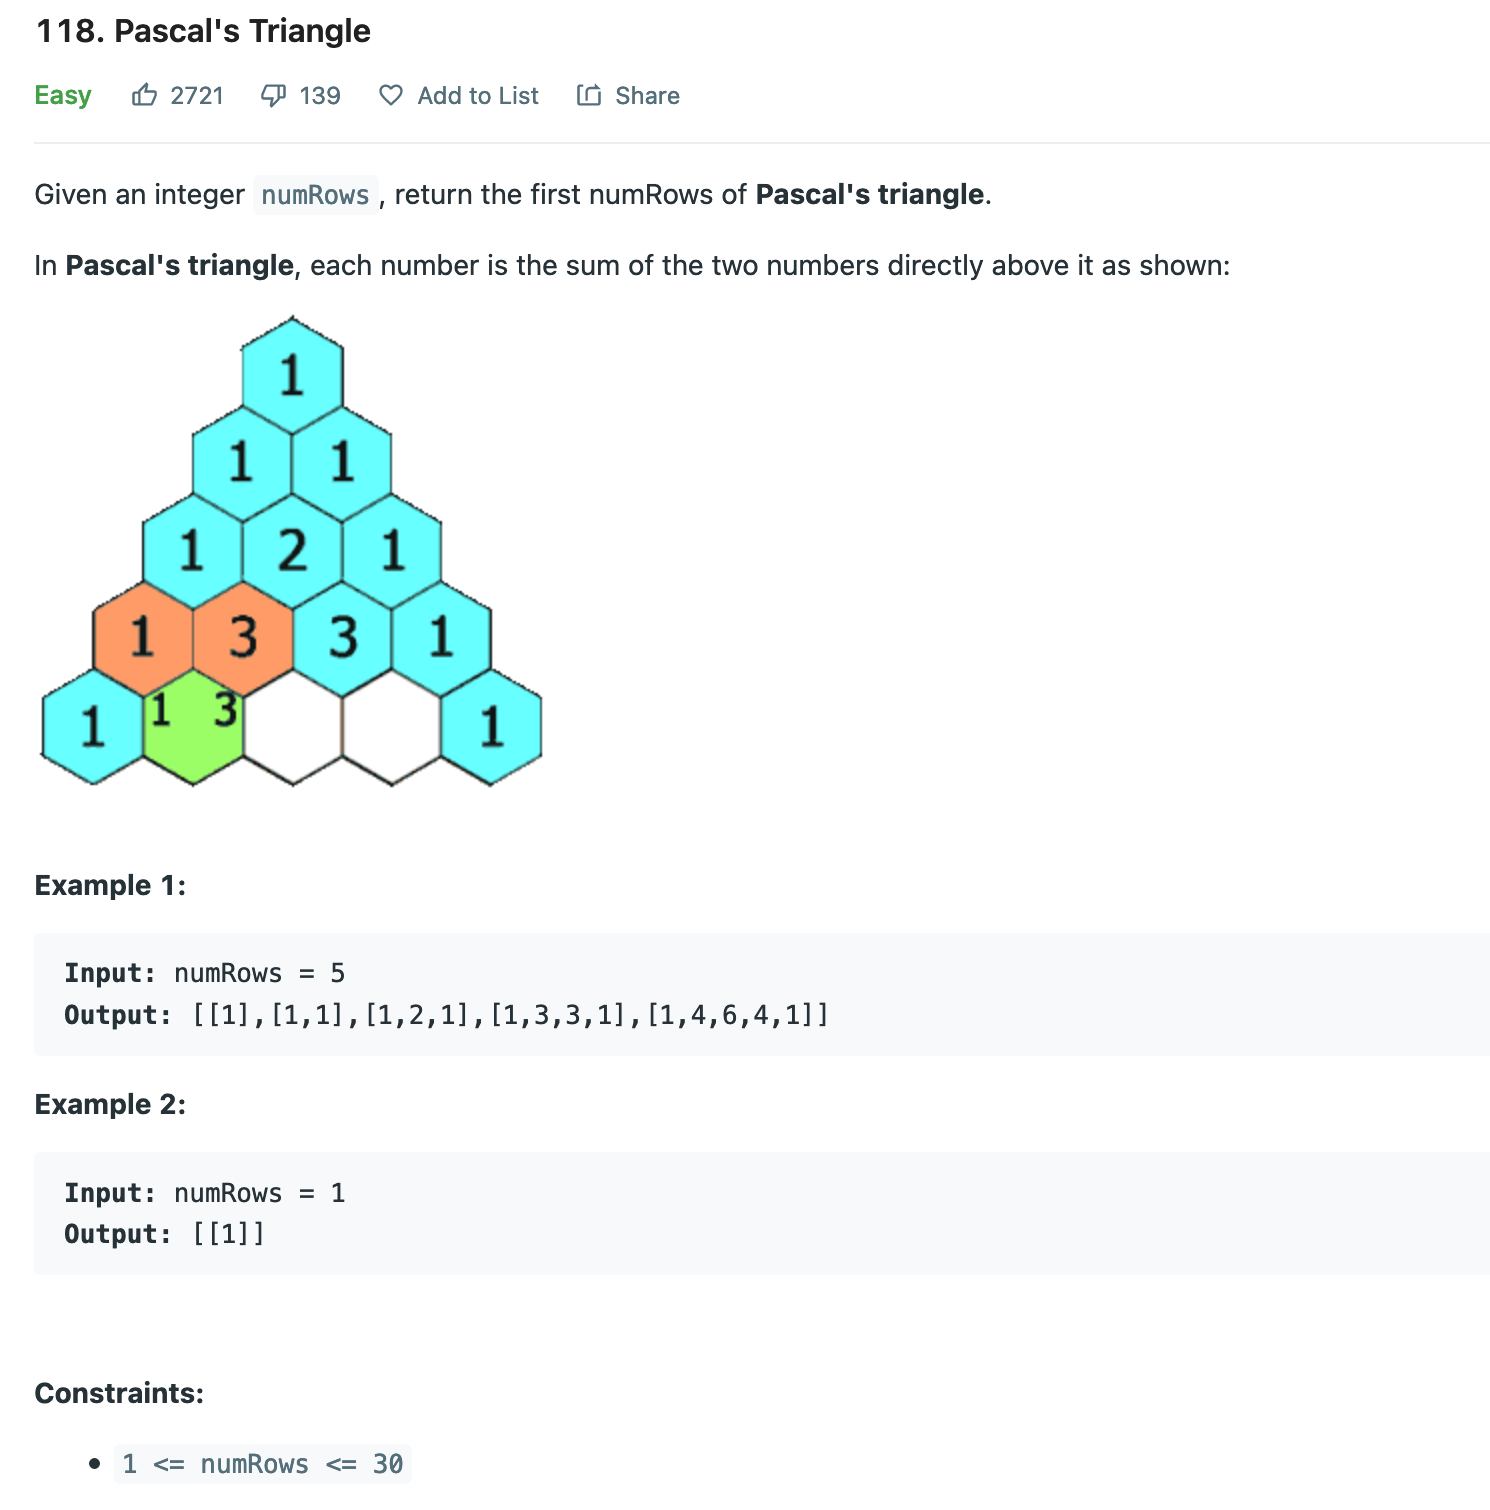 118. Pascal's Triangle
Easy 2721 139 Add to List Share
Given an integer numRows , return the first numRows of Pascal's triangle.
In Pascal's triangle, each number is the sum of the two numbers directly above it as shown:
1
1 1
1 2 1
1 3 3 1
1 1 3 1
Example 1:
Input: numRows = 5
Output: [[1],[1,1],[1,2,1],[1,3,3,1],[1,4,6,4,1]]
Example 2:
Input: numRows = 1
Output: [[1]]
Constraints:
• 1 <= numRows <= 30